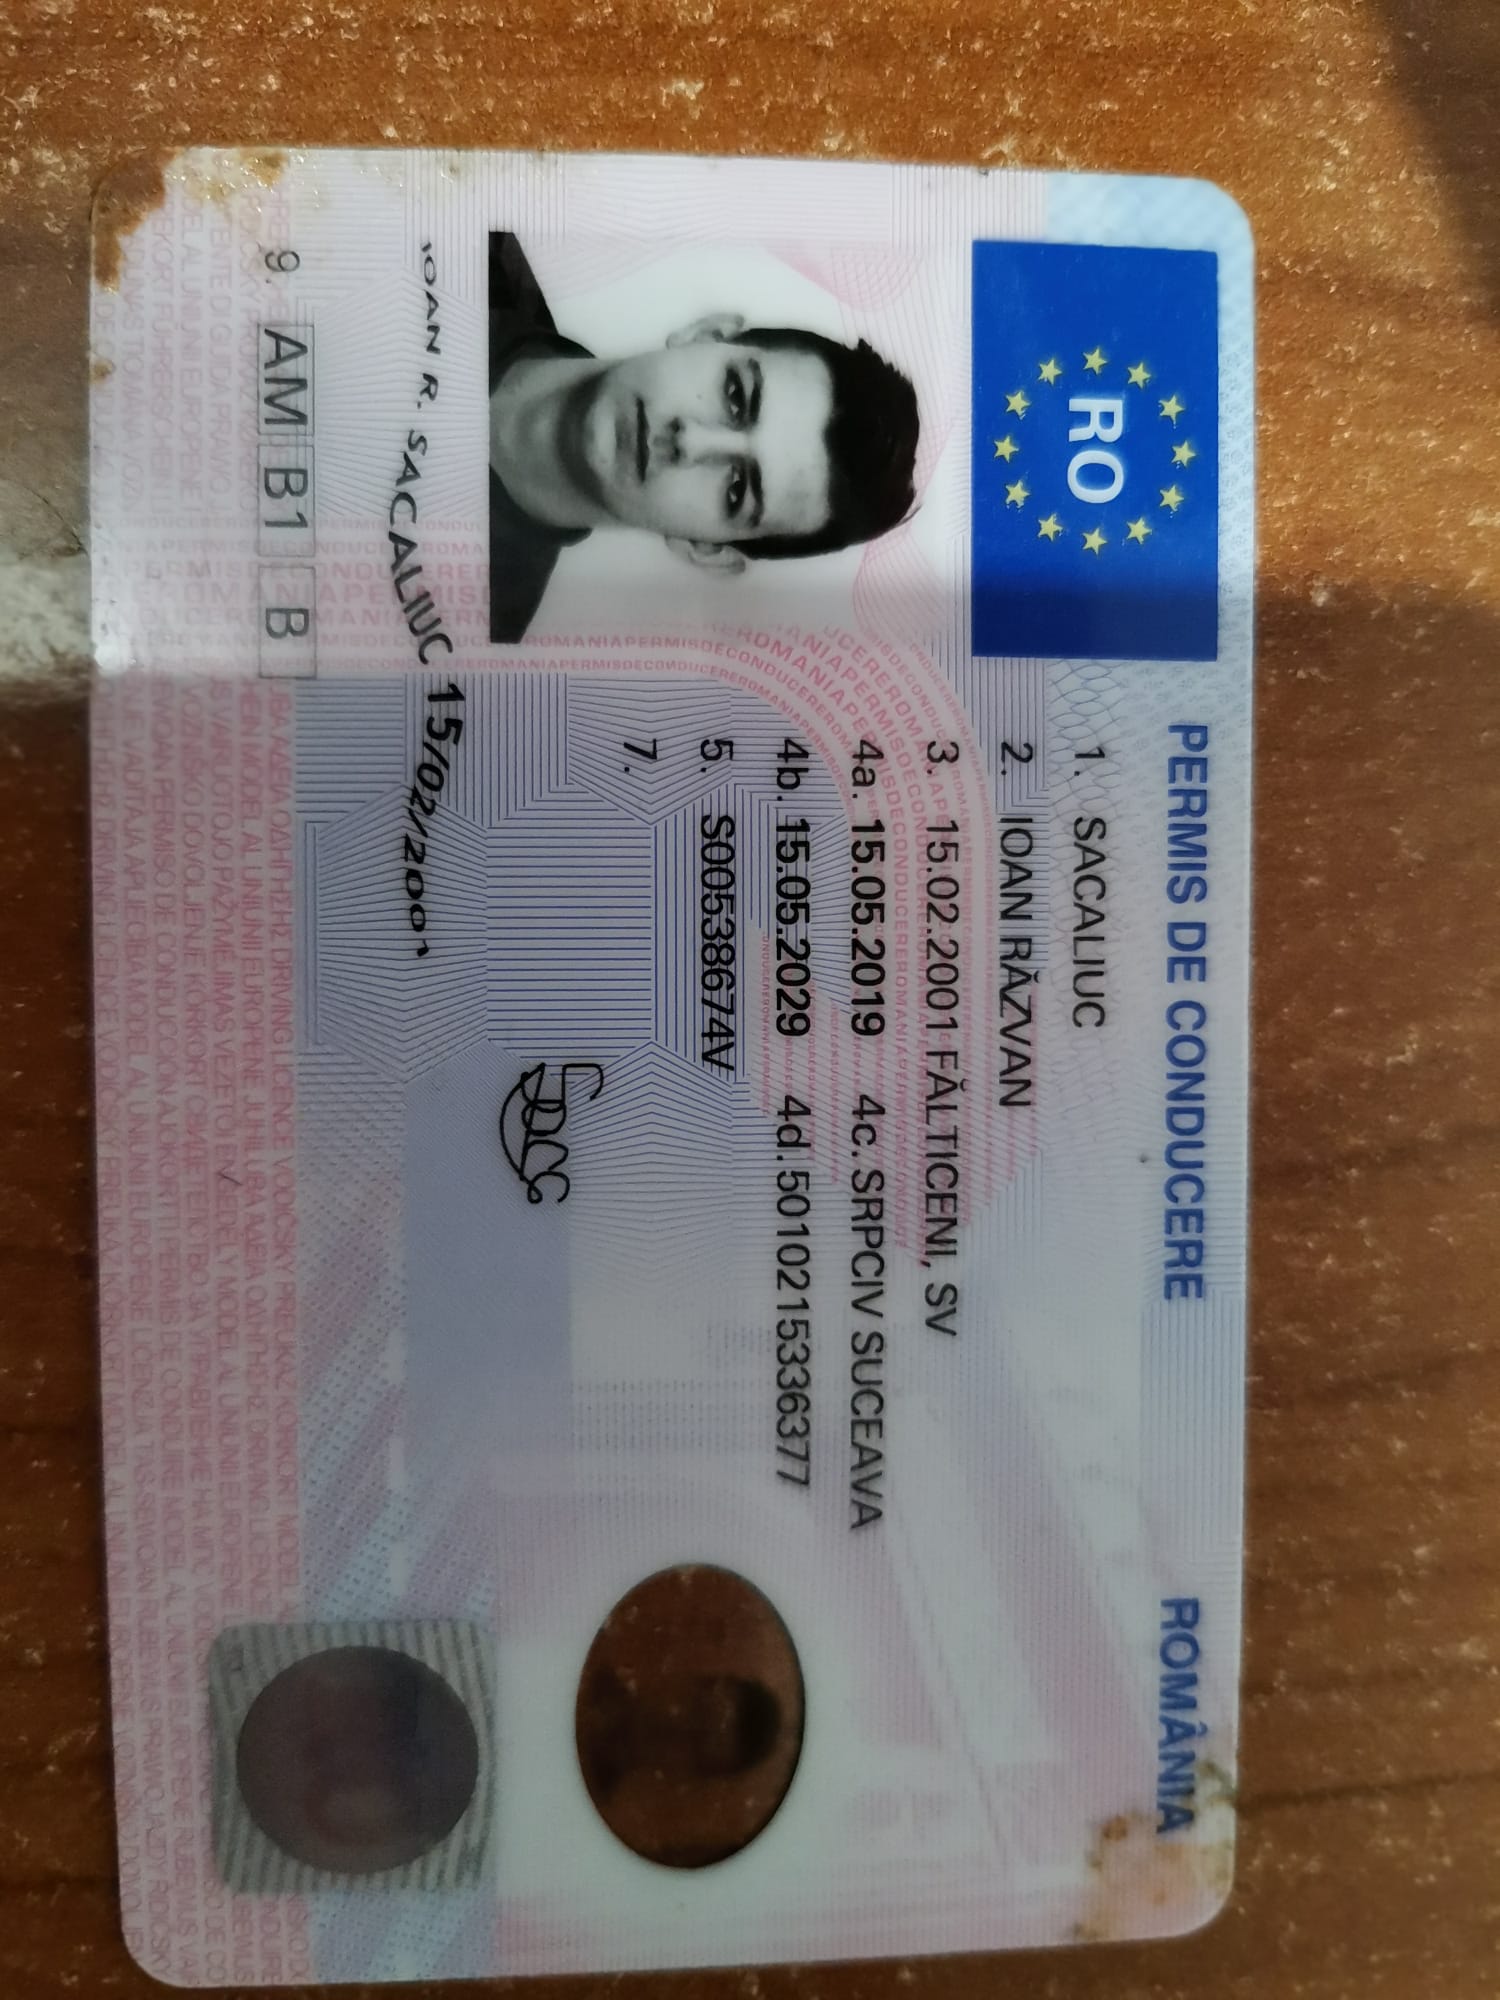 RO
PERMIS DE CONDUCERE ROMÂNIA
1. SACALIUC
2. IOAN RĂZVAN
3. 15.02.2001 FĂLTICENI, SV
4a. 15.05.2019 4c. SRPCIV SUCEAVA
4b. 15.05.2029 4d. 5010215336377
5. S00538674V
7.
IOAN R. SACALIUC 15/02/2001
9. AM B1 B